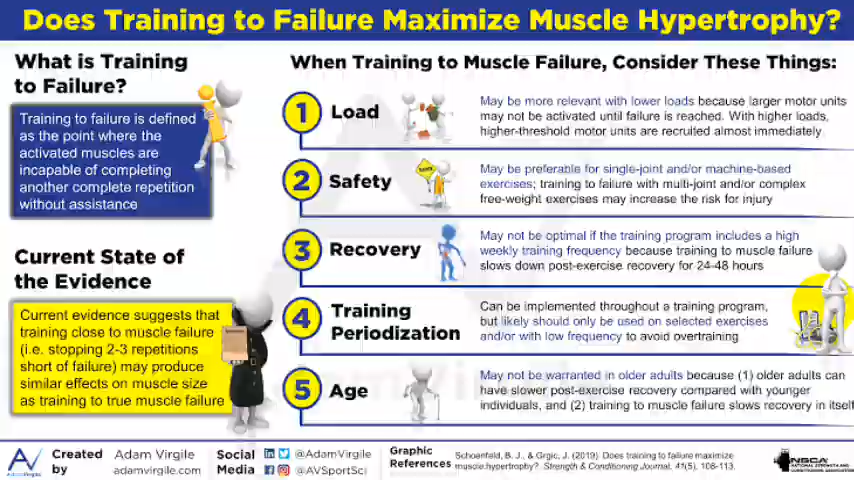 Does Training to Failure Maximize Muscle Hypertrophy?
What is Training
to Failure?
Training to failure is defined
as the point where the
activated muscles are
incapable of completing
another complete repetition
without assistance
Current State of
the Evidence
Current evidence suggests that
training close to muscle failure
(i.e. stopping 2-3 repetitions
short of failure) may produce
similar effects on muscle size
as training to true muscle failure
When Training to Muscle Failure, Consider These Things:
1
Load
May be more relevant with lower loads because larger motor units
may not be activated until failure is reached. With higher loads,
higher-threshold motor units are recruited almost immediately
2
Safety
May be preferable for single-joint and/or machine-based
exercises; training to failure with multi-joint and/or complex
free-weight exercises may increase the risk for injury
3
Recovery
May not be optimal if the training program includes a high
weekly training frequency because training to muscle failure
slows down post-exercise recovery for 24-48 hours
4
Training
Periodization
Can be implemented throughout a training program,
but likely should only be used on selected exercises
and/or with low frequency to avoid overtraining
5
Age
May not be warranted in older adults because (1) older adults can
have slower post-exercise recovery compared with younger
individuals, and (2) training to muscle failure slows recovery in itself
Created
by
Adam Virgile
adamvirgile.com
Social
Media
@AdamVirgile
@AVSportSci
Graphic
References
Schoenfeld, B. J., & Grgic, J. (2019). Does training to failure maximize
muscle hypertrophy?. Strength & Conditioning Journal, 41(5), 108-113.
NSCA
NATIONAL STRENGTH AND
CONDITIONING ASSOCIATION